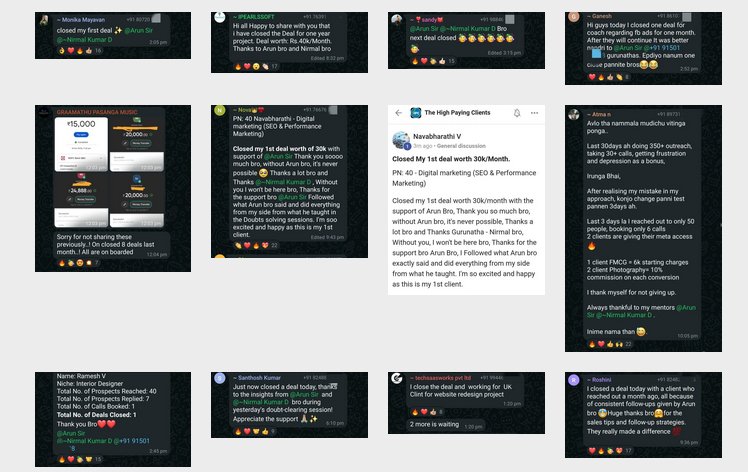 ~ Monika Mayavan
+91 80720
closed my first deal ✨ @Arun Sir
@~Nirmal Kumar D
2:05 pm
16
~ IPEARLSSOFT
+91 76391
Hi all Happy to share with you that
i have closed the Deal for one year
project. Deal worth: Rs.40k/Month.
Thanks to Arun bro and Nirmal bro
Edited 8:32 pm
17
~ 🌹sandy❤️
@Arun Sir @~Nirmal Kumar D Bro
next deal closed
Edited 3:15 pm
15
~ Ganesh
Hi guys today I closed one deal for
coach regarding fb ads for one month.
After they will continue It was better
nandri to @Arun Sir @+91 91501
gurunathas. Epdiyo nanum one
close pannite bros😂😂
2:52 pm
8
GRAAMATHU PASANGA MUSIC
₹15,000
₹20,000
₹24,888
₹20,000
Sorry for not sharing these
previously..! On closed 8 deals last
month..! All are on boarded
12:04 pm
7
~ Nova
+91 76676
PN: 40 Navabharathi - Digital
marketing (SEO & Performance
Marketing)
Closed my 1st deal worth of 30k with
support of @Arun Sir Thank you soooo
much bro, without Arun bro, it's never
possible 🥹 Thanks a lot bro and
Thanks @~Nirmal Kumar D , Without
you I won't be here bro, Thanks for
the support bro @Arun Sir Followed
what Arun bro said and did everything
from my side from what he taught in
the Doubts solving sessions. I'm soo
excited and happy as this is my 1st
client.
Edited 9:43 pm
22
The High Paying Clients
Navabharathi V
3m ago • General discussion
Closed My 1st deal worth 30k/Month.
PN: 40 - Digital marketing (SEO & Performance
Marketing)
Closed my 1st deal worth 30k/month with the
support of Arun Bro, Thank you so much bro,
without Arun bro, it's never possible, Thanks a
lot bro and Thanks Gurunatha - Nirmal bro,
Without you, I won't be here bro, Thanks for the
support bro Arun Bro, I Followed what Arun bro
exactly said and did everything from my side
from what he taught. I'm so excited and happy
as this is my 1st client.
~ Atma n
+91 89751
Avlo tha nammala mudichu vitinga
ponga..
Last 30days ah doing 350+ outreach,
taking 30+ calls, getting frustration
and depression as a bonus,
Irunga Bhai,
After realising my mistake in my
approach, konjo change panni test
pannen 3days ah.
Last 3 days la I reached out to only 50
people, booking only 6 calls
2 clients are giving their meta access
🔥
1 client FMCG = 6k starting charges
2 client Photography= 10%
commission on each conversion
I thank myself for not giving up.
Always thankful to my mentors @Arun
Sir @~Nirmal Kumar D .
Inime nama than 😅.
10:05 pm
22
Name: Ramesh V
Niche: Interior Designer
Total No. of Prospects Reached: 40
Total No. of Prospects Replied: 7
Total No. of Calls Booked: 1
Total No. of Deals Closed: 1
Thank you Bro❤️❤️
@Arun Sir
@~Nirmal Kumar D @+91 91501
2:45 pm
15
~ Santhosh Kumar
+91 82488
Just now closed a deal today, thanks
to the insights from @Arun Sir and
@~Nirmal Kumar D bro during
yesterday's doubt-clearing session!
Appreciate the support 🙏🏻✨
6:10 pm
9
~ techsaasworks pvt ltd
I close the deal and working for UK
Clint for website redesign project
1:20 pm
8
2 more is waiting
1:20 pm
~ Roshini
I closed a deal today with a client who
reached out a month ago, all because
of consistent follow-ups given by Arun
bro 🤩Huge thanks bro🤗for the
sales tips and follow-up strategies.
They really made a difference 💯
9:36 pm
17